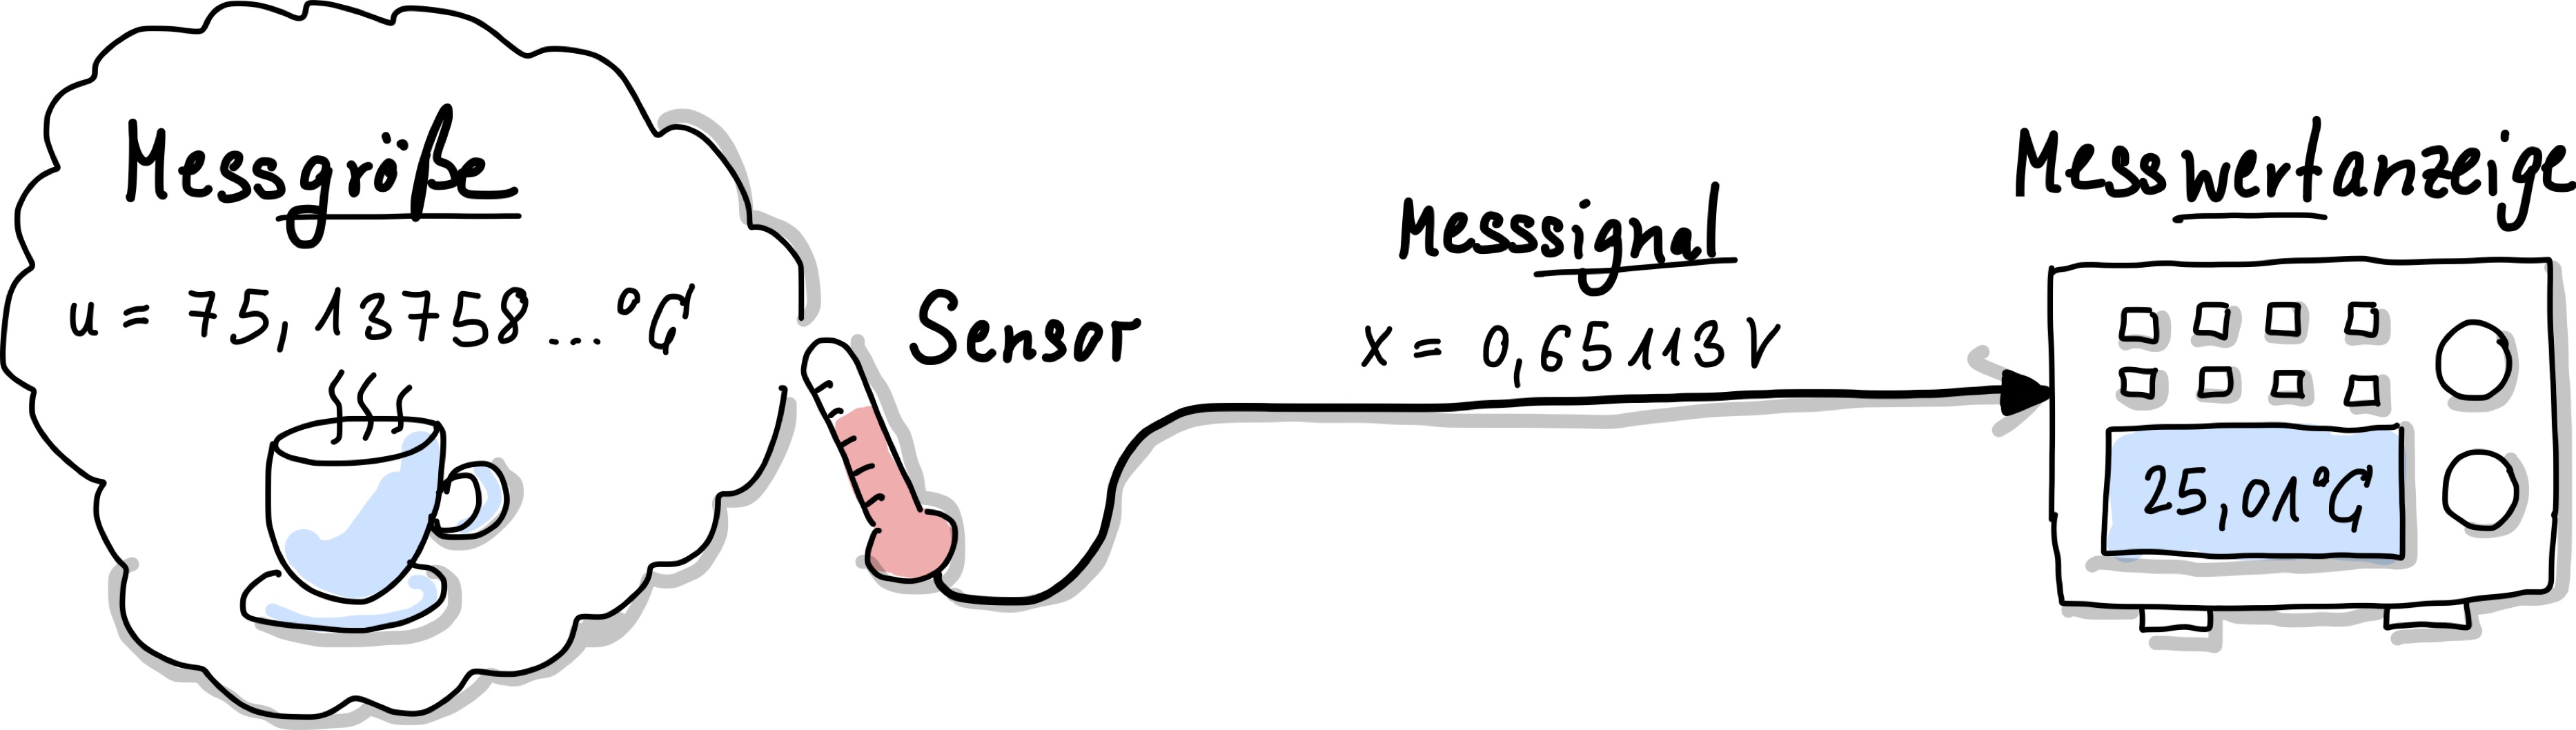 Messgröße
u = 75,13758... °C
Sensor
Messsignal
x = 0,65113 V
Messwertanzeige
25,01°C